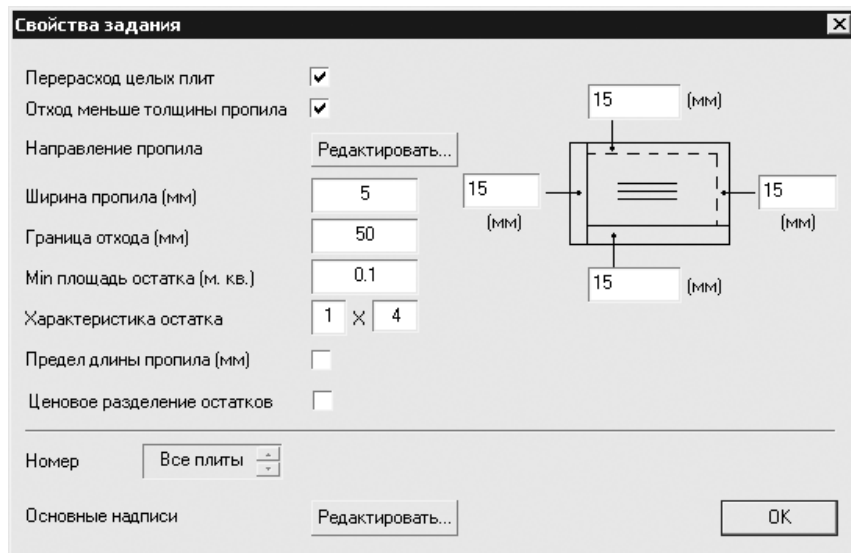 Свойства задания
Перерасход целых плит
Отход меньше толщины пропила
Направление пропила Редактировать...
Ширина пропила (мм) 5
Граница отхода (мм) 50
Min площадь остатка (м. кв.) 0.1
Характеристика остатка 1 X 4
Предел длины пропила (мм)
Ценовое разделение остатков
15 (мм)
15 (мм)
15 (мм)
15 (мм)
Номер Все плиты
Основные надписи Редактировать...
OK